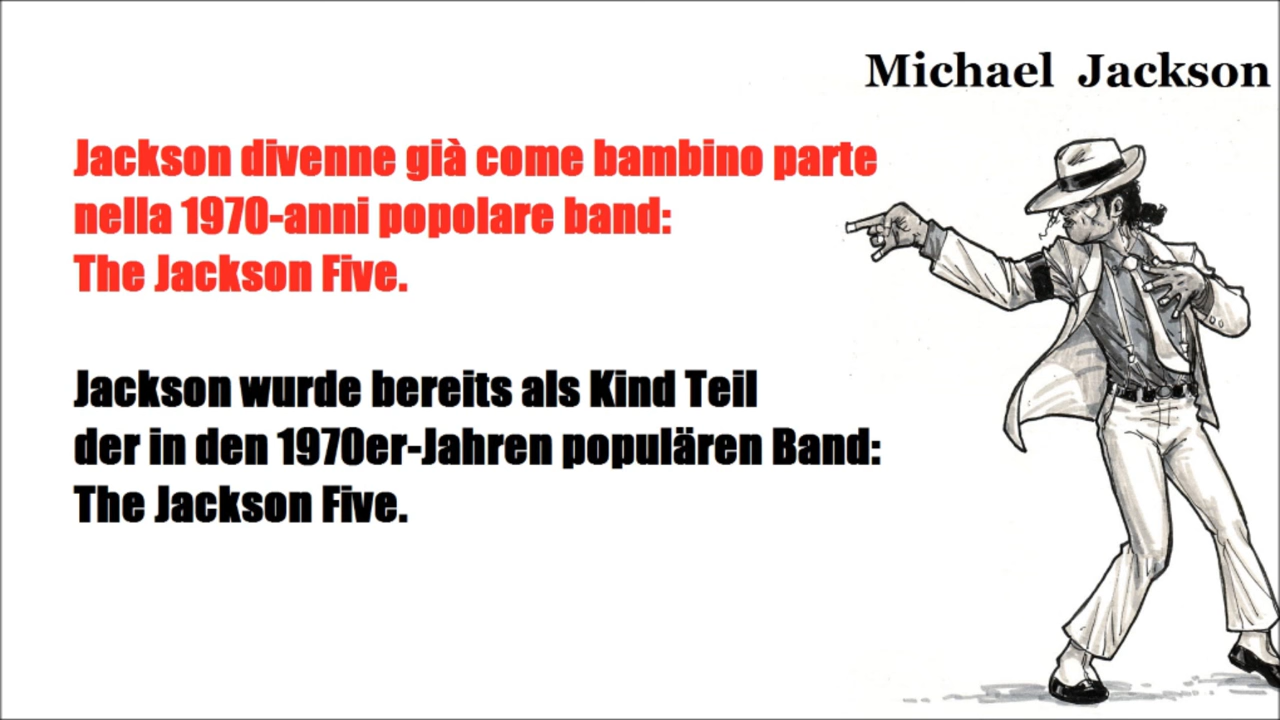 Michael Jackson
Jackson divenne già come bambino parte
nella 1970-anni popolare band:
The Jackson Five.
Jackson wurde bereits als Kind Teil
der in den 1970er-Jahren populären Band:
The Jackson Five.